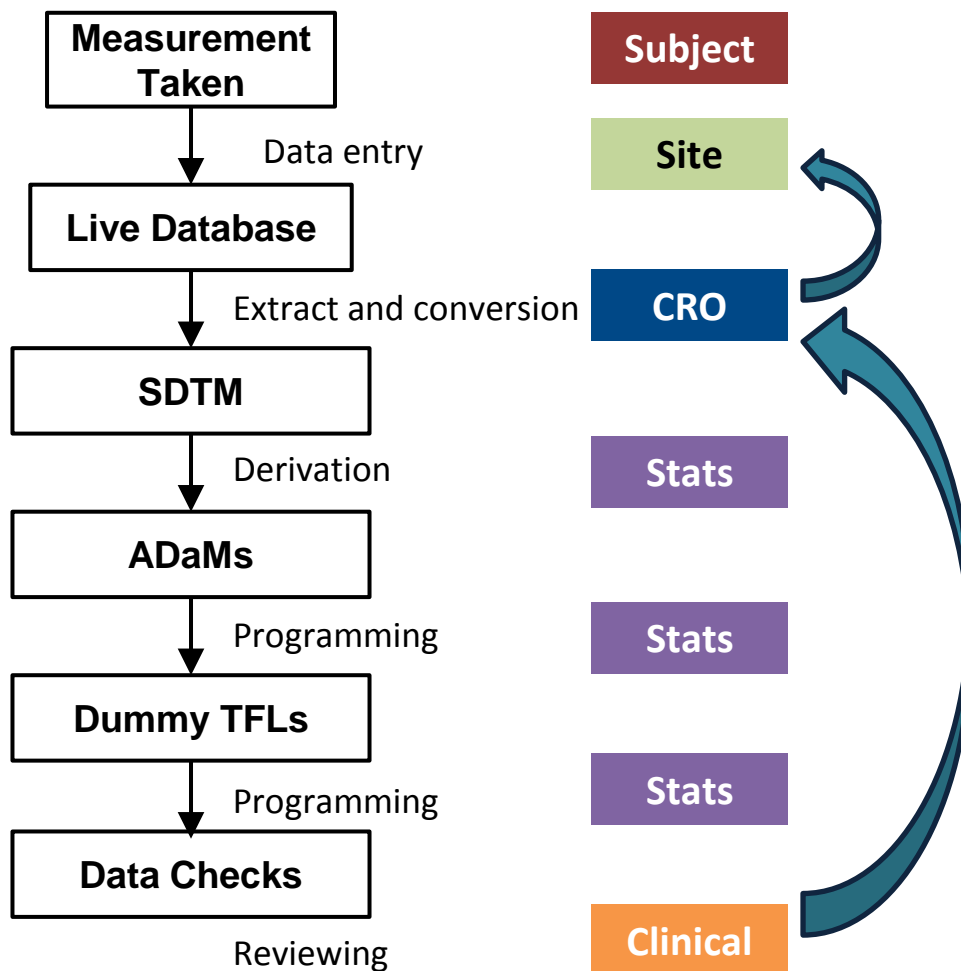 Measurement
Taken
Subject
Data entry
Site
Live Database
Extract and conversion
CRO
SDTM
Derivation
Stats
ADaMs
Programming
Stats
Dummy TFLs
Programming
Stats
Data Checks
Reviewing
Clinical